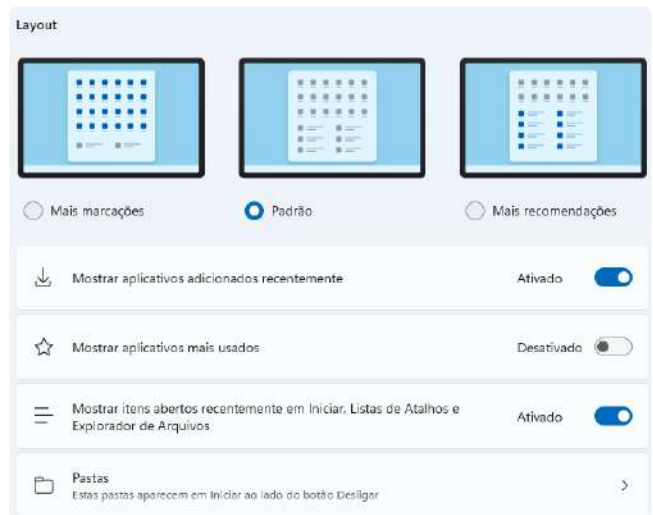 Layout
Mais marcações
Padrão
Mais recomendações
Mostrar aplicativos adicionados recentemente
Ativado
Mostrar aplicativos mais usados
Desativado
Mostrar itens abertos recentemente em Iniciar, Listas de Atalhos e
Explorador de Arquivos
Ativado
Pastas
Estas pastas aparecem em Iniciar ao lado do botão Desligar